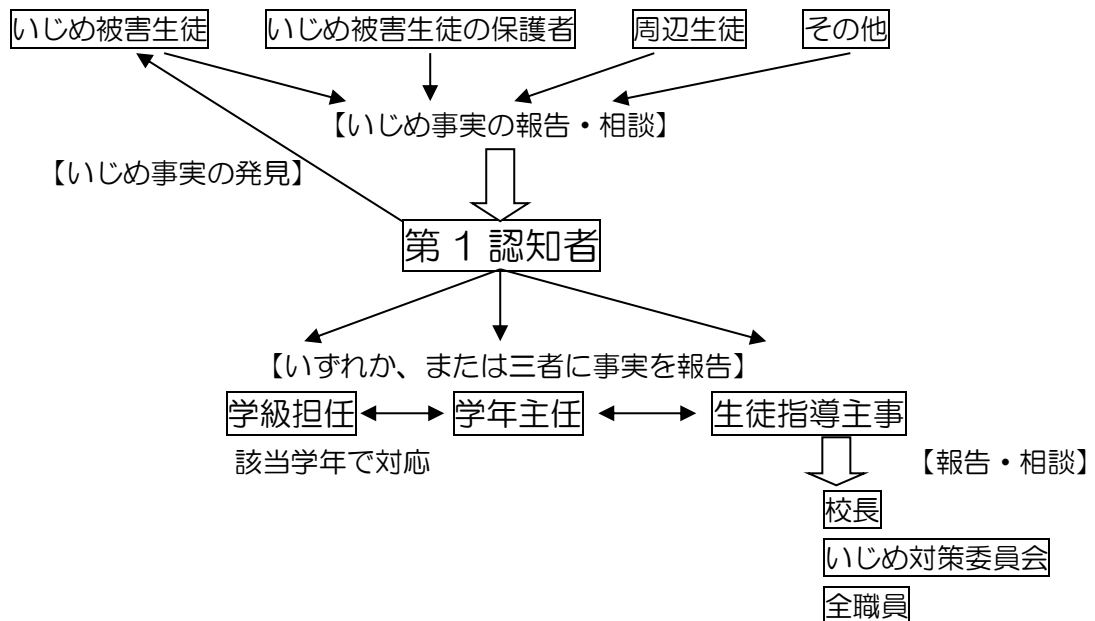 いじめ被害生徒 いじめ被害生徒の保護者 周辺生徒 その他
【いじめ事実の報告・相談】
【いじめ事実の発見】
第1認知者
【いずれか、または三者に事実を報告】
学級担任 学年主任 生徒指導主事
該当学年で対応 【報告・相談】
校長
いじめ対策委員会
全職員